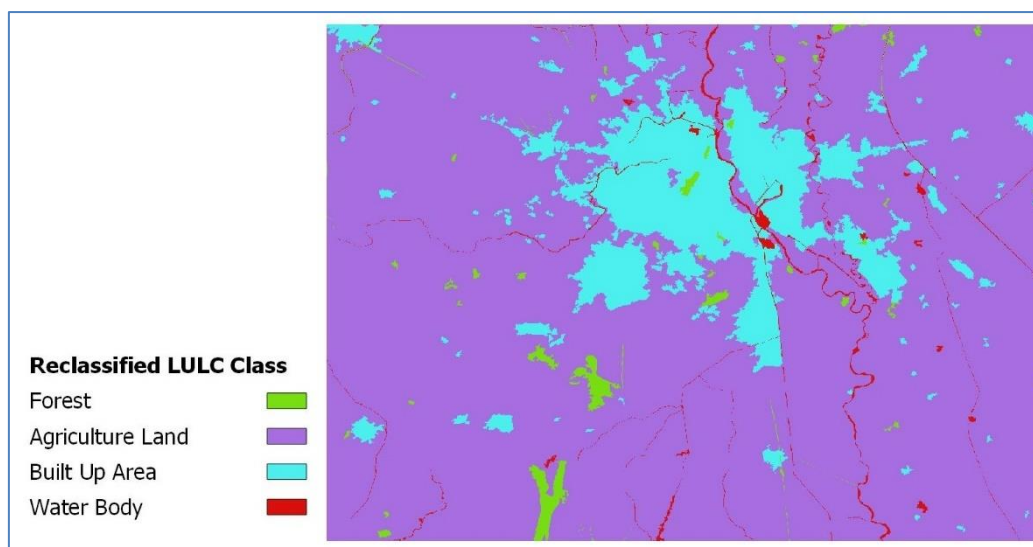 Reclassified LULC Class
Forest
Agriculture Land
Built Up Area
Water Body